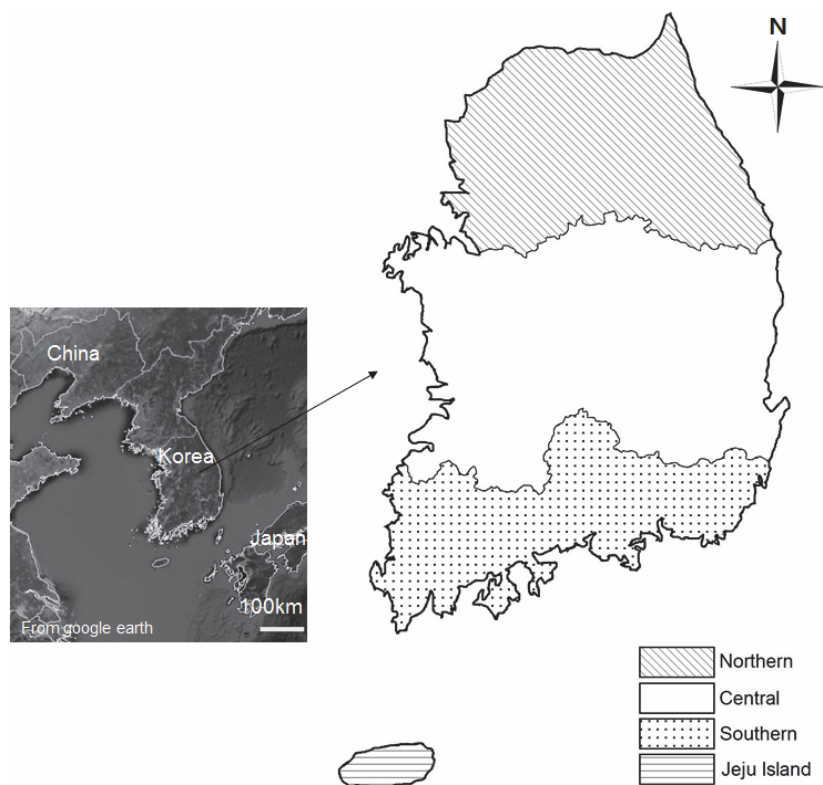 N
China
Korea
Japan
100km
From google earth
Northern
Central
Southern
Jeju Island